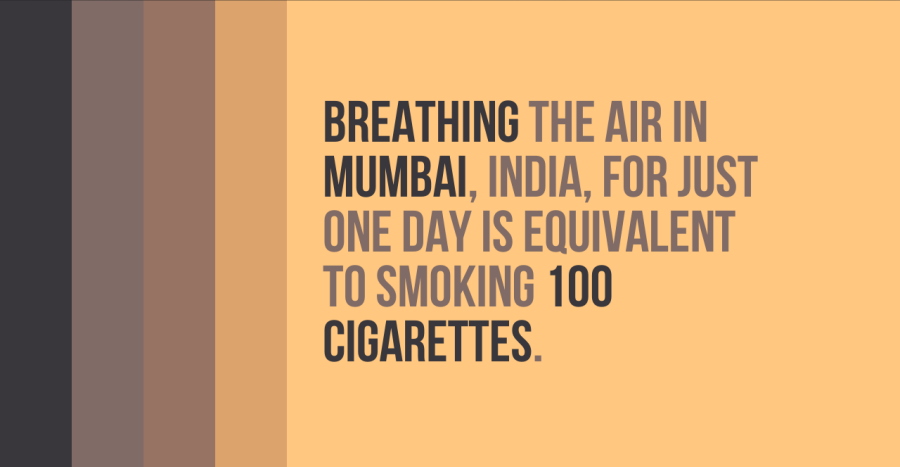 BREATHING THE AIR IN
MUMBAI, INDIA, FOR JUST
ONE DAY IS EQUIVALENT
TO SMOKING 100
CIGARETTES.